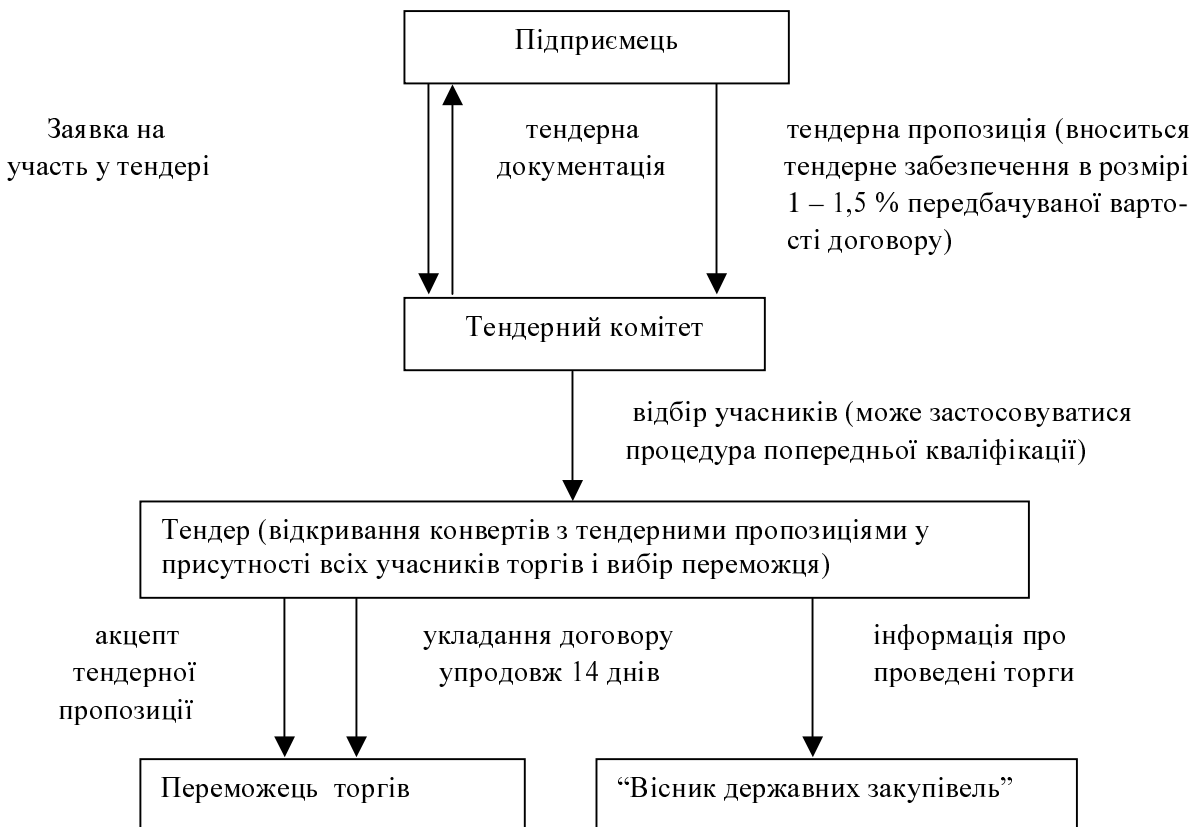 Підприємець
Заявка на
участь у тендері
тендерна
документація
тендерна пропозиція (вноситься
тендерне забезпечення в розмірі
1 – 1,5 % передбачуваної варто-
сті договору)
Тендерний комітет
відбір учасників (може застосовуватися
процедура попередньої кваліфікації)
Тендер (відкривання конвертів з тендерними пропозиціями у
присутності всіх учасників торгів і вибір переможця)
акцепт
тендерної
пропозиції
укладання договору
упродовж 14 днів
інформація про
проведені торги
Переможець торгів
“Вісник державних закупівель”